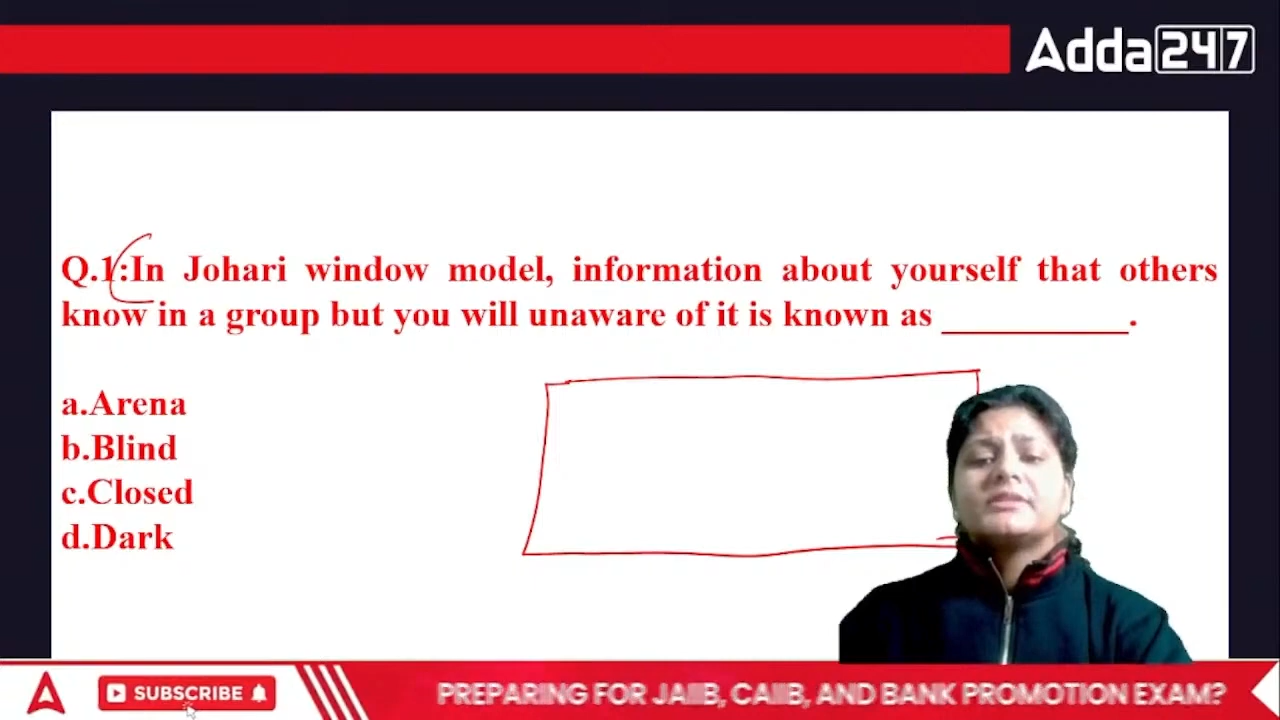 Adda247
Q.1:In Johari window model, information about yourself that others
know in a group but you will unaware of it is known as __________.
a.Arena
b.Blind
c.Closed
d.Dark
SUBSCRIBE
PREPARING FOR JAIIB, CAIIB, AND BANK PROMOTION EXAM?